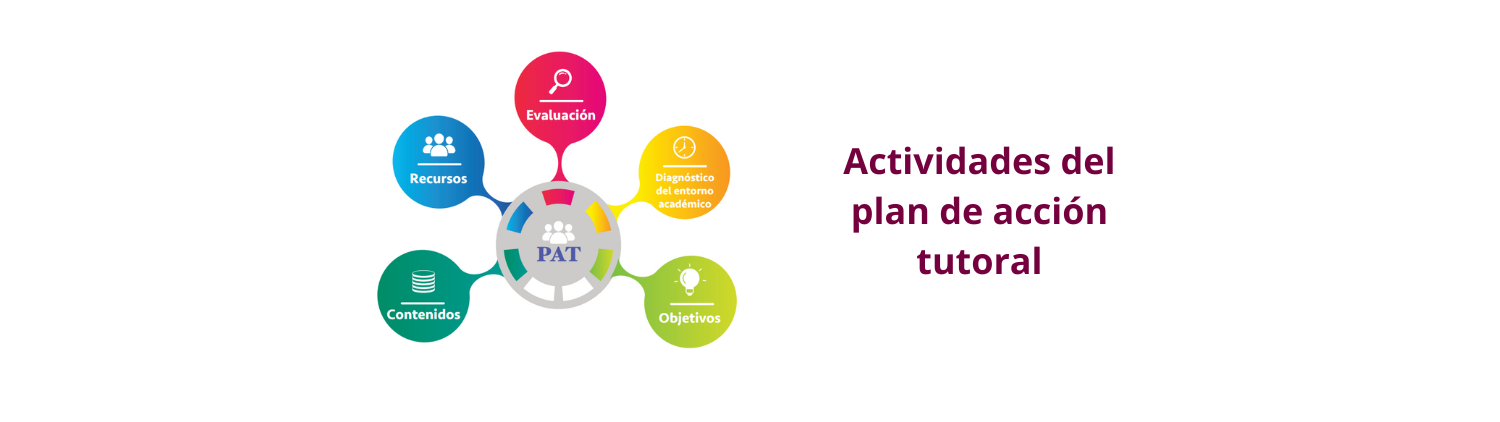 Evaluación
Recursos
Diagnóstico
del entorno
académico
PAT
Contenidos
Objetivos
Actividades del
plan de acción
tutoral